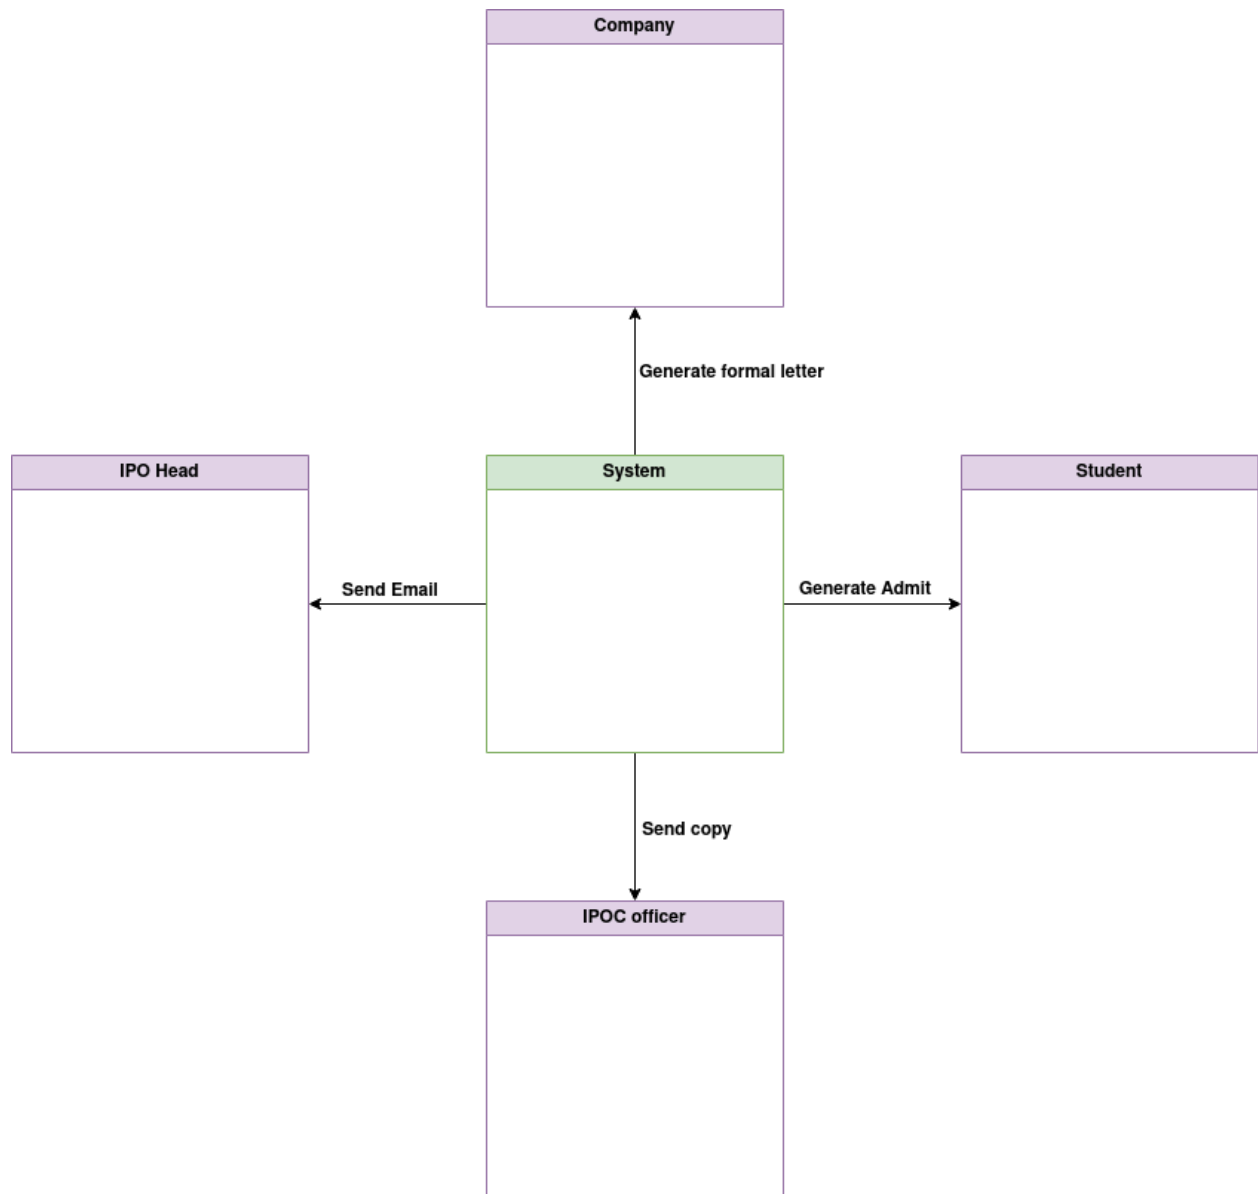 Company
Generate formal letter
IPO Head
System
Student
Send Email
Generate Admit
Send copy
IPOC officer